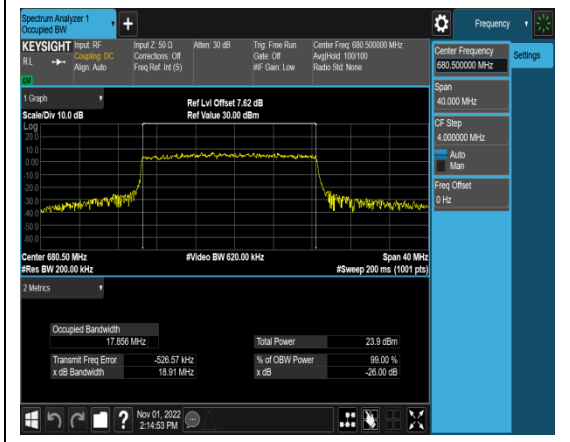 Spectrum Analyzer 1
Occupied BW
Frequency
KEYSIGHT
R L
Input: RF
Coupling: DC
Align: Auto
Input Z: 50 Ω
Corrections: Off
Freq Ref: Int (S)
Atten: 30 dB
Trig: Free Run
Gate: Off
#IF Gain: Low
Center Freq: 680.500000 MHz
Avg|Hold: 100/100
Radio Std: None
Center Frequency
680.500000 MHz
Settings
Span
40.000 MHz
CF Step
4.000000 MHz
Auto
Man
Freq Offset
0 Hz
1 Graph
Scale/Div 10.0 dB
Ref Lvl Offset 7.62 dB
Ref Value 30.00 dBm
Log
20.0
10.0
0.00
-10.0
-20.0
-30.0
-40.0
-50.0
-60.0
Center 680.50 MHz
#Res BW 200.00 kHz
#Video BW 620.00 kHz
Span 40 MHz
#Sweep 200 ms (1001 pts)
2 Metrics
Occupied Bandwidth
17.856 MHz
Total Power 23.9 dBm
Transmit Freq Error -526.57 kHz
% of OBW Power 99.00 %
x dB Bandwidth 18.91 MHz
x dB -26.00 dB
?
Nov 01, 2022
2:14:53 PM